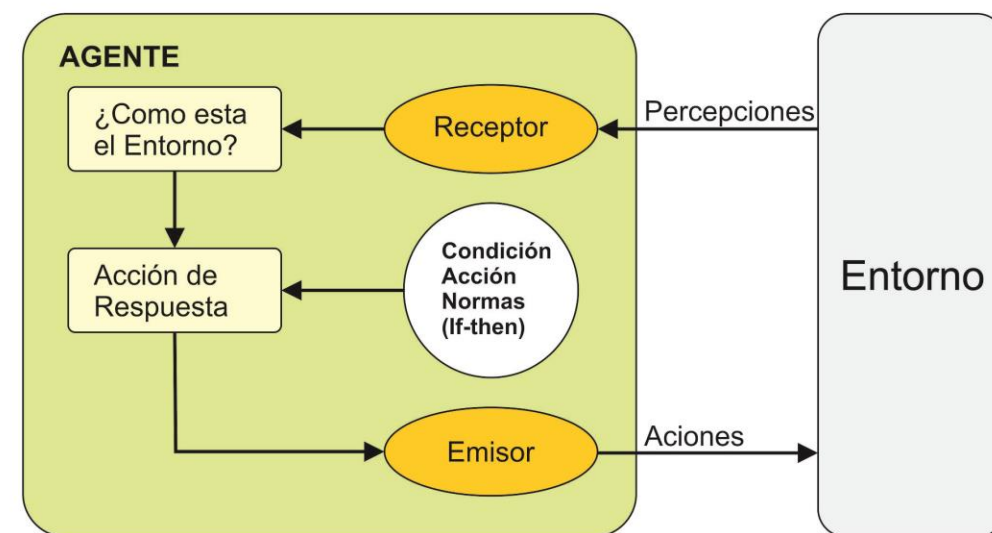 AGENTE
¿Como esta
el Entorno?
Receptor
Percepciones
Condición
Acción
Normas
(If-then)
Acción de
Respuesta
Entorno
Emisor
Aciones